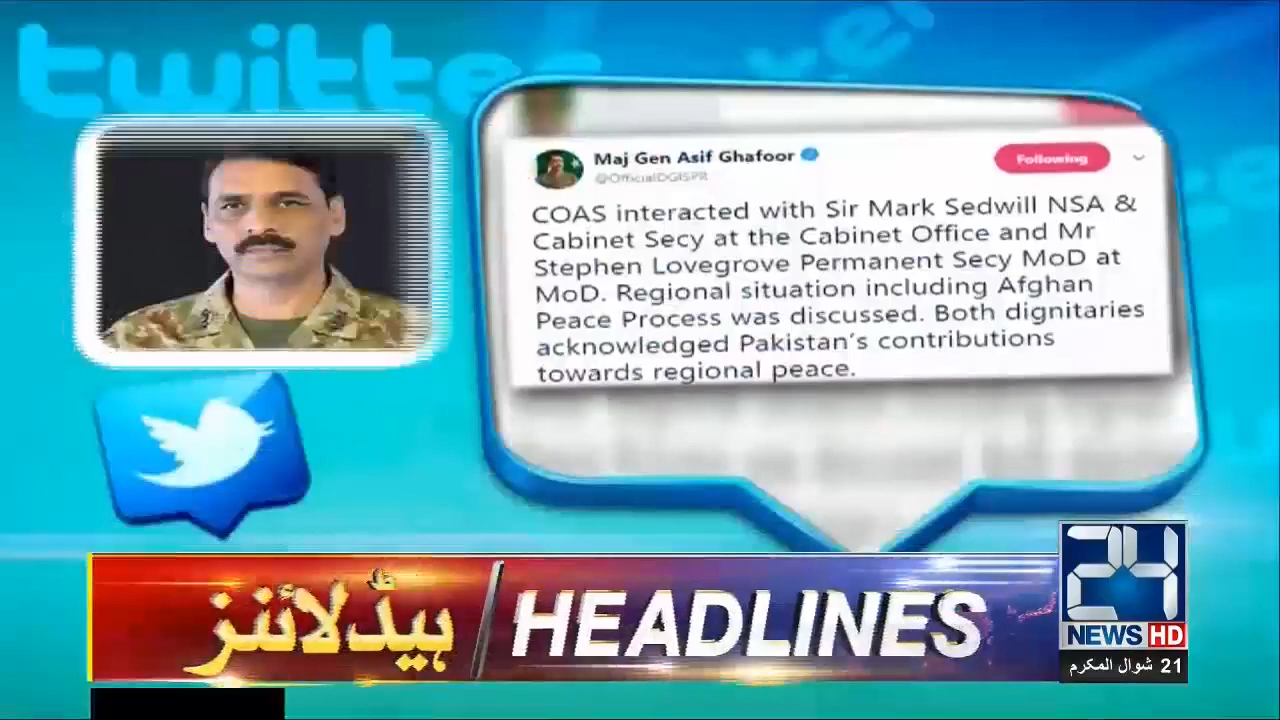 twitter
Maj Gen Asif Ghafoor
Following
@OfficialDGISPR
COAS interacted with Sir Mark Sedwill NSA &
Cabinet Secy at the Cabinet Office and Mr
Stephen Lovegrove Permanent Secy MoD at
MoD. Regional situation including Afghan
Peace Process was discussed. Both dignitaries
acknowledged Pakistan's contributions
towards regional peace.
ہیڈلائنز
HEADLINES
24
NEWS HD
21 شوال المکرم